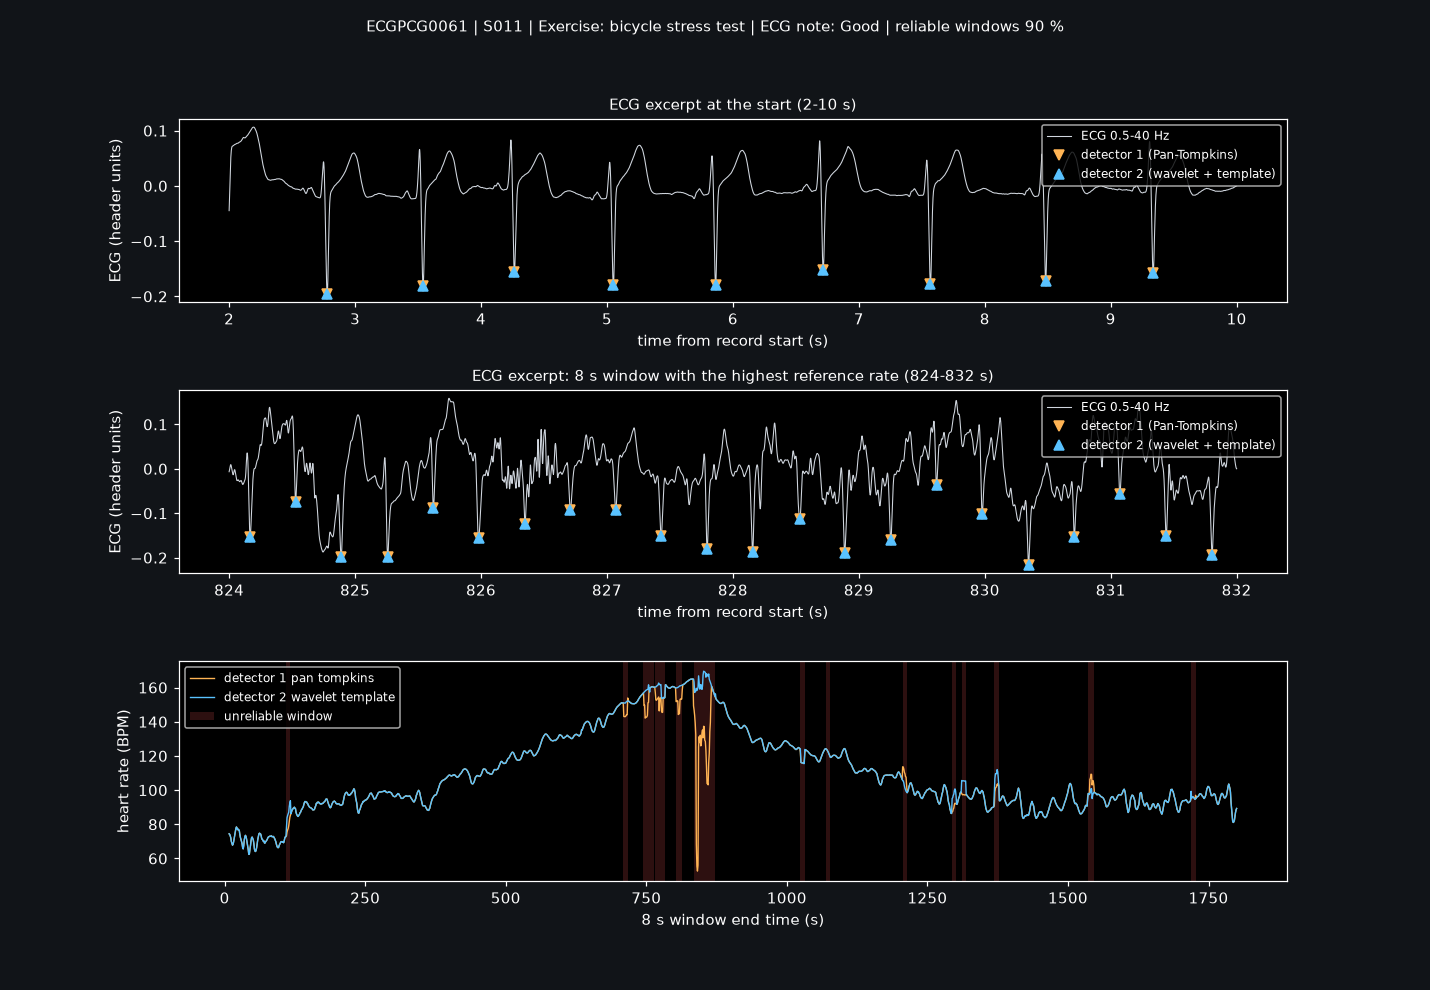 ECGPCG0061 | S011 | Exercise: bicycle stress test | ECG note: Good | reliable windows 90 %
ECG excerpt at the start (2-10 s)
ECG (header units)
0.1
0.0
−0.1
−0.2
ECG 0.5-40 Hz
detector 1 (Pan-Tompkins)
detector 2 (wavelet + template)
2 3 4 5 6 7 8 9 10
time from record start (s)
ECG excerpt: 8 s window with the highest reference rate (824-832 s)
ECG (header units)
0.1
0.0
−0.1
−0.2
ECG 0.5-40 Hz
detector 1 (Pan-Tompkins)
detector 2 (wavelet + template)
824 825 826 827 828 829 830 831 832
time from record start (s)
heart rate (BPM)
160
140
120
100
80
60
detector 1 pan tompkins
detector 2 wavelet template
unreliable window
0 250 500 750 1000 1250 1500 1750
8 s window end time (s)